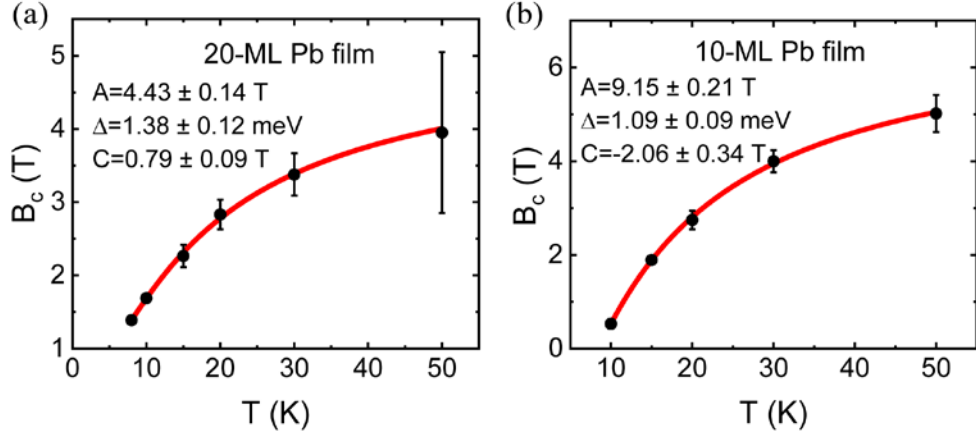 (a)
20-ML Pb film
A=4.43 ± 0.14 T
Δ=1.38 ± 0.12 meV
C=0.79 ± 0.09 T
B_c (T)
5
4
3
2
1
0 10 20 30 40 50
T (K)
(b)
10-ML Pb film
A=9.15 ± 0.21 T
Δ=1.09 ± 0.09 meV
C=-2.06 ± 0.34 T
B_c (T)
6
4
2
0
10 20 30 40 50
T (K)